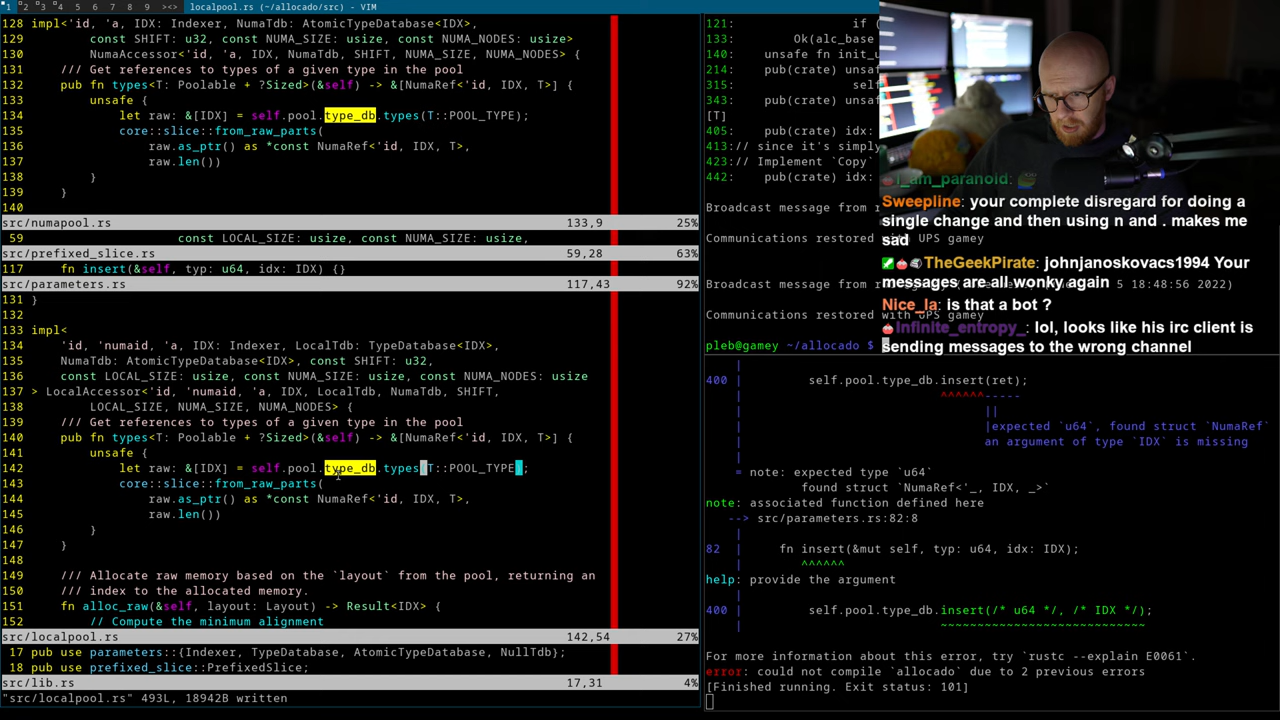 1 2 3 4 5 6 7 8 9 ><> localpool.rs (~/allocado/src) - VIM
128 impl<'id, 'a, IDX: Indexer, NumaTdb: AtomicTypeDatabase<IDX>,
129         const SHIFT: u32, const NUMA_SIZE: usize, const NUMA_NODES: usize>
130         NumaAccessor<'id, 'a, IDX, NumaTdb, SHIFT, NUMA_SIZE, NUMA_NODES> {
131     /// Get references to types of a given type in the pool
132     pub fn types<T: Poolable + ?Sized>(&self) -> &[NumaRef<'id, IDX, T>] {
133         unsafe {
134             let raw: &[IDX] = self.pool.type_db.types(T::POOL_TYPE);
135             core::slice::from_raw_parts(
136                 raw.as_ptr() as *const NumaRef<'id, IDX, T>,
137                 raw.len())
138         }
139     }
140
src/numapool.rs 133,9 25%
59                     const LOCAL_SIZE: usize, const NUMA_SIZE: usize,
src/prefixed_slice.rs 59,28 63%
117     fn insert(&self, typ: u64, idx: IDX) {}
src/parameters.rs 117,43 92%
131 }
132
133 impl<
134     'id, 'numaid, 'a, IDX: Indexer, LocalTdb: TypeDatabase<IDX>,
135     NumaTdb: AtomicTypeDatabase<IDX>, const SHIFT: u32,
136     const LOCAL_SIZE: usize, const NUMA_SIZE: usize, const NUMA_NODES: usize
137 > LocalAccessor<'id, 'numaid, 'a, IDX, LocalTdb, NumaTdb, SHIFT,
138         LOCAL_SIZE, NUMA_SIZE, NUMA_NODES> {
139     /// Get references to types of a given type in the pool
140     pub fn types<T: Poolable + ?Sized>(&self) -> &[NumaRef<'id, IDX, T>] {
141         unsafe {
142             let raw: &[IDX] = self.pool.type_db.types(T::POOL_TYPE);
143             core::slice::from_raw_parts(
144                 raw.as_ptr() as *const NumaRef<'id, IDX, T>,
145                 raw.len())
146         }
147     }
148
149     /// Allocate raw memory based on the `layout` from the pool, returning an
150     /// index to the allocated memory.
151     fn alloc_raw(&self, layout: Layout) -> Result<IDX> {
152         // Compute the minimum alignment
src/localpool.rs 142,54 27%
17 pub use parameters::{Indexer, TypeDatabase, AtomicTypeDatabase, NullTdb};
18 pub use prefixed_slice::PrefixedSlice;
src/lib.rs 17,31 4%
"src/localpool.rs" 493L, 18942B written
121:     if (
133:     Ok(alc_base
140:     unsafe fn init_u
214:     pub(crate) unsaf
315:     self
343:     pub(crate) unsaf
[T]
405:     pub(crate) idx:
413:// since it's simply
423:// Implement `Copy`
442:     pub(crate) idx:
Broadcast message from r
Communications restored with UPS gamey
Broadcast message from r 5 18:48:56 2022)
Communications restored with UPS gamey
pleb@gamey ~/allocado $
i_am_paranoid:
Sweepline: your complete disregard for doing a
single change and then using n and . makes me
sad
TheGeekPirate: johnjanoskovacs1994 Your
messages are all wonky again
Nice_la: is that a bot ?
Infinite_entropy_: lol, looks like his irc client is
sending messages to the wrong channel
400 |         self.pool.type_db.insert(ret);
|                           ^^^^^^-----
|                                 ||
|                                 |expected `u64`, found struct `NumaRef`
|                                 an argument of type `IDX` is missing
|
= note: expected type `u64`
found struct `NumaRef<'_, IDX, _>`
note: associated function defined here
--> src/parameters.rs:82:8
|
82  |     fn insert(&mut self, typ: u64, idx: IDX);
|        ^^^^^^
help: provide the argument
|
400 |         self.pool.type_db.insert(/* u64 */, /* IDX */);
|                           ~~~~~~~~~~~~~~~~~~~~~~~~~~~~
For more information about this error, try `rustc --explain E0061`.
error: could not compile `allocado` due to 2 previous errors
[Finished running. Exit status: 101]